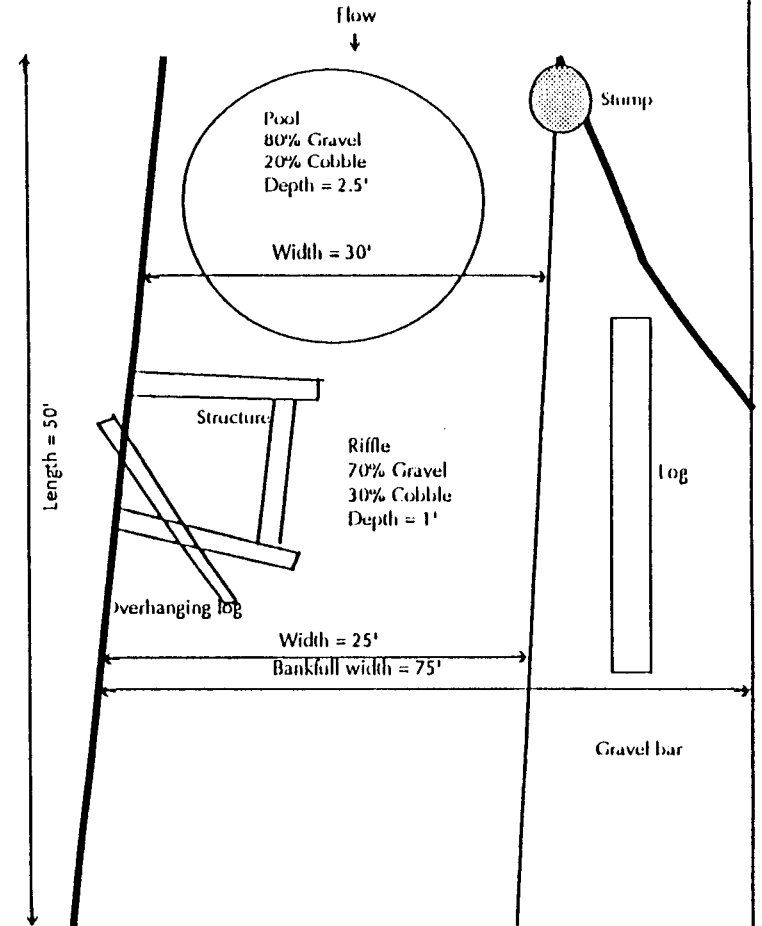 Flow
Stump
Pool
80% Gravel
20% Cobble
Depth = 2.5'
Width = 30'
Structure
Length = 50'
Riffle
70% Gravel
30% Cobble
Depth = 1'
Log
Overhanging log
Width = 25'
Bankfull width = 75'
Gravel bar